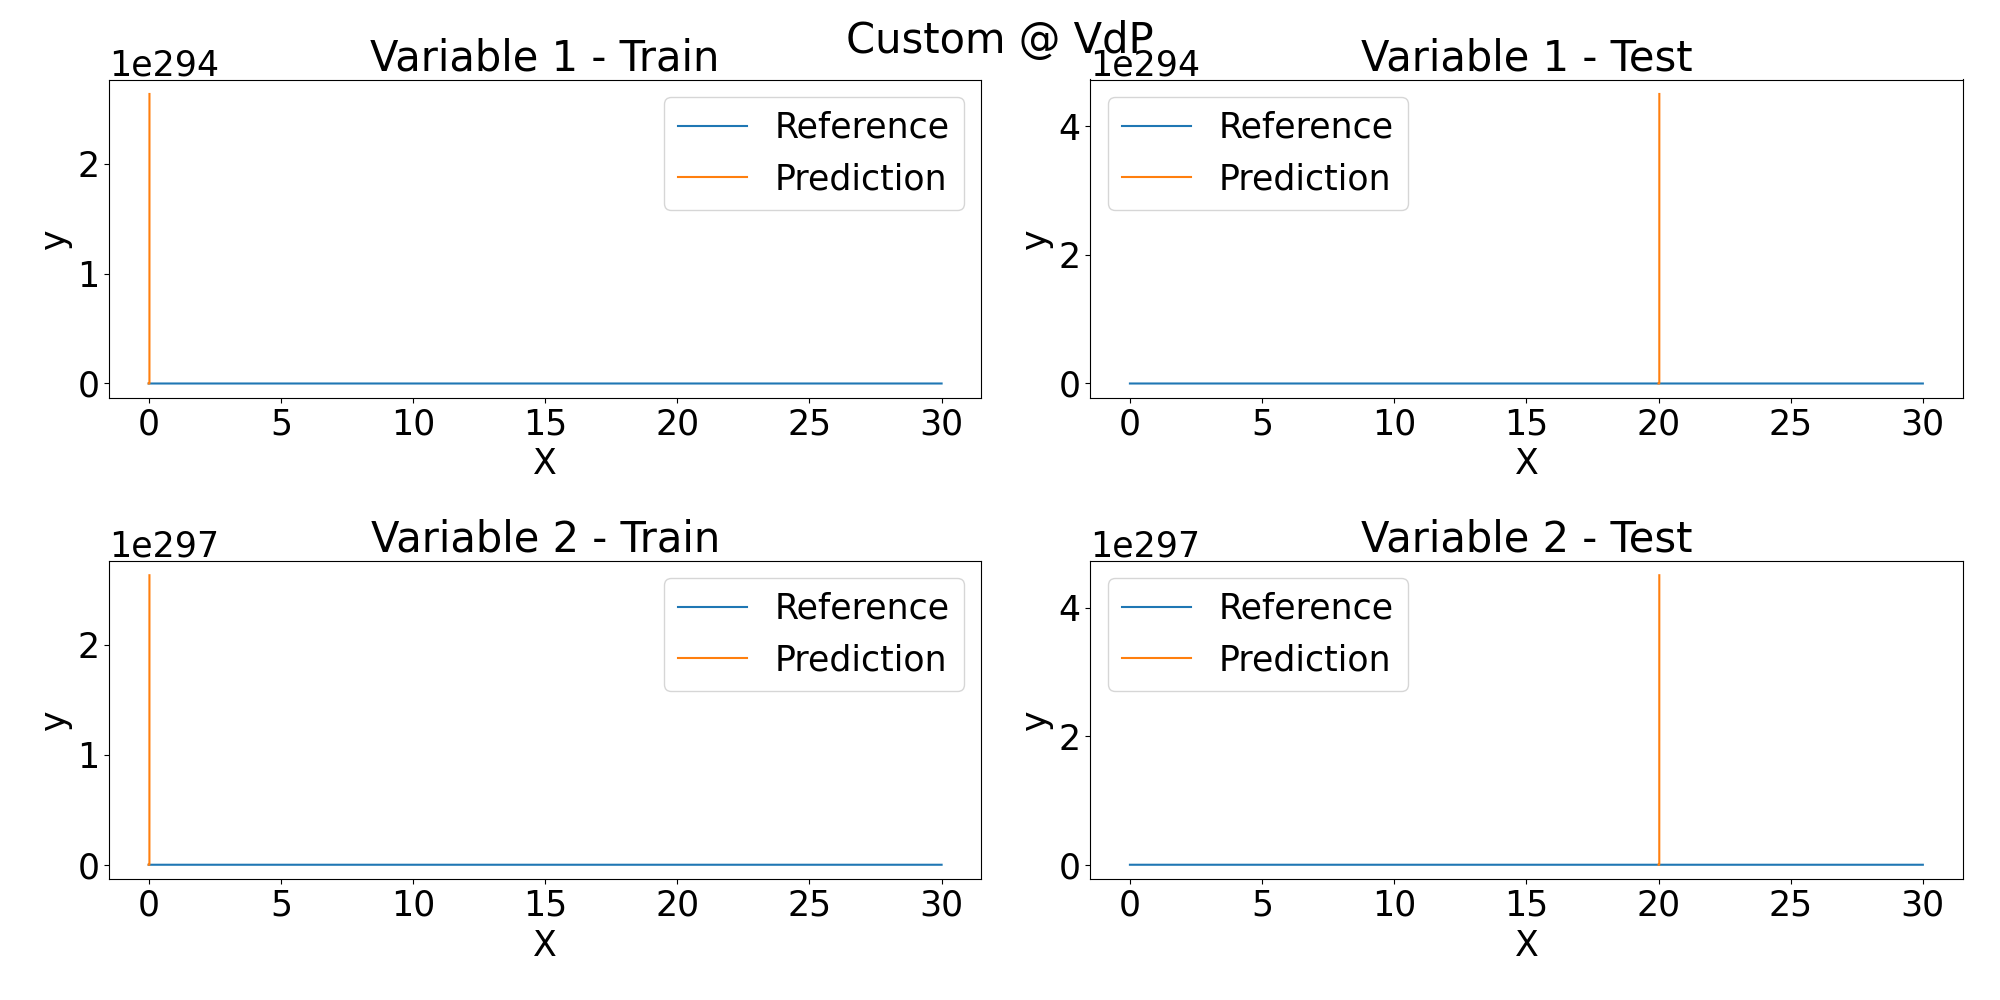 Custom @ VdP
Variable 1 - Train
1e294
Reference
Prediction
y
2
1
0
0 5 10 15 20 25 30
X
Variable 1 - Test
1e294
Reference
Prediction
y
4
2
0
0 5 10 15 20 25 30
X
Variable 2 - Train
1e297
Reference
Prediction
y
2
1
0
0 5 10 15 20 25 30
X
Variable 2 - Test
1e297
Reference
Prediction
y
4
2
0
0 5 10 15 20 25 30
X